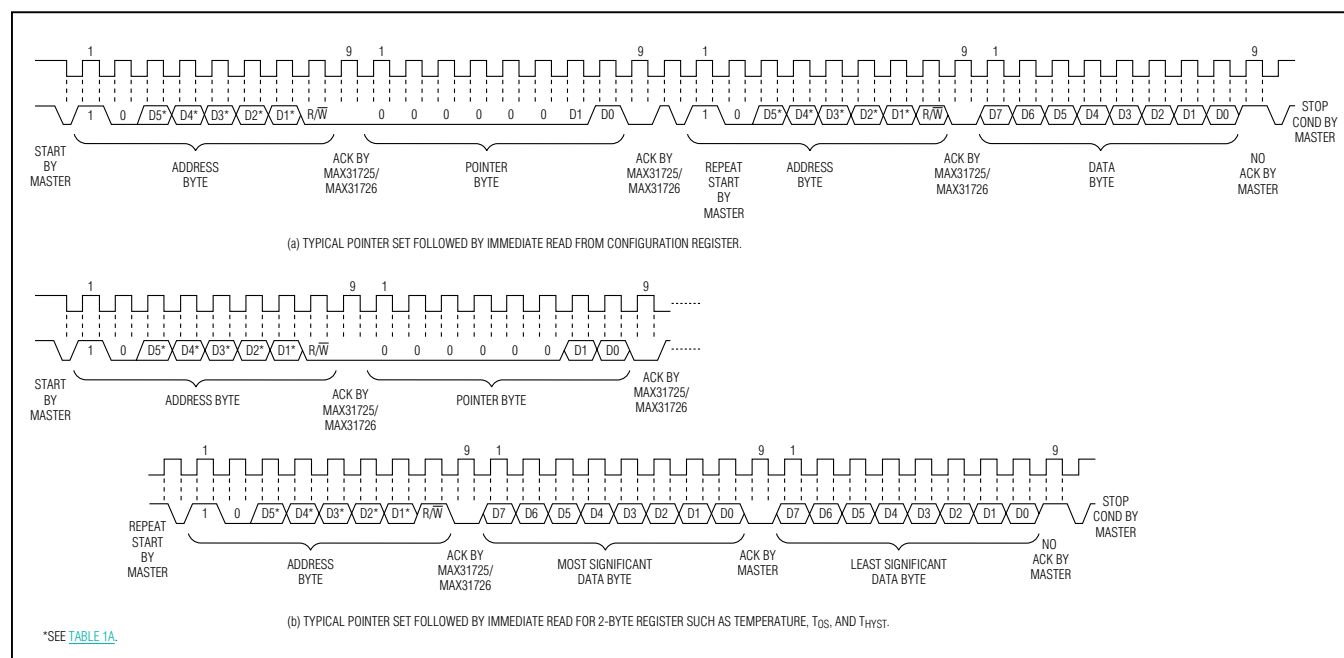 1 9 1 9 1 9 1 9
1 0 D5* D4* D3* D2* D1* R/W̅ 0 0 0 0 0 0 D1 D0 1 0 D5* D4* D3* D2* D1* R/W̅ D7 D6 D5 D4 D3 D2 D1 D0
STOP
COND BY
MASTER
START
BY
MASTER
ADDRESS
BYTE
ACK BY
MAX31725/
MAX31726
POINTER
BYTE
ACK BY
MAX31725/
MAX31726
REPEAT
START
BY
MASTER
ADDRESS
BYTE
ACK BY
MAX31725/
MAX31726
DATA
BYTE
NO
ACK BY
MASTER
(a) TYPICAL POINTER SET FOLLOWED BY IMMEDIATE READ FROM CONFIGURATION REGISTER.
1 9 1 9
1 0 D5* D4* D3* D2* D1* R/W̅ 0 0 0 0 0 0 D1 D0
START
BY
MASTER
ADDRESS BYTE
ACK BY
MAX31725/
MAX31726
POINTER BYTE
ACK BY
MAX31725/
MAX31726
1 9 1 9 1 9
1 0 D5* D4* D3* D2* D1* R/W̅ D7 D6 D5 D4 D3 D2 D1 D0 D7 D6 D5 D4 D3 D2 D1 D0
STOP
COND BY
MASTER
REPEAT
START
BY
MASTER
ADDRESS
BYTE
ACK BY
MAX31725/
MAX31726
MOST SIGNIFICANT
DATA BYTE
ACK BY
MASTER
LEAST SIGNIFICANT
DATA BYTE
NO
ACK BY
MASTER
(b) TYPICAL POINTER SET FOLLOWED BY IMMEDIATE READ FOR 2-BYTE REGISTER SUCH AS TEMPERATURE, TOS, AND THYST.
*SEE TABLE 1A.